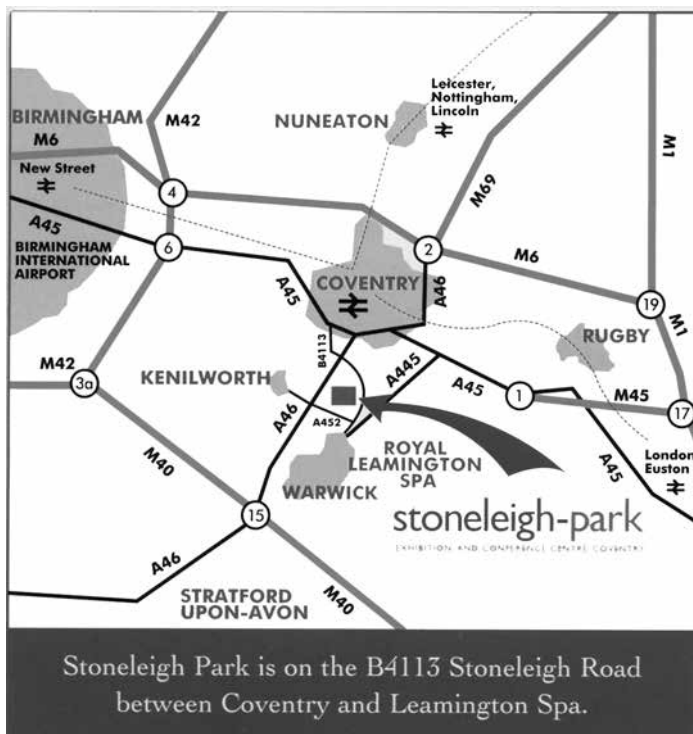 Leicester,
Nottingham,
Lincoln
BIRMINGHAM
M42
NUNEATON
M6
M1
New Street
M69
4
A45
6
2
M6
BIRMINGHAM
INTERNATIONAL
AIRPORT
A45
COVENTRY
A46
19
M1
B4113
RUGBY
M42
3a
KENILWORTH
A445
A45
1
M45
17
A46
A452
M40
ROYAL
LEAMINGTON
SPA
A45
London
Euston
WARWICK
15
stoneleigh-park
EXHIBITION AND CONFERENCE CENTRE COVENTRY
A46
M40
STRATFORD
UPON-AVON
Stoneleigh Park is on the B4113 Stoneleigh Road
between Coventry and Leamington Spa.